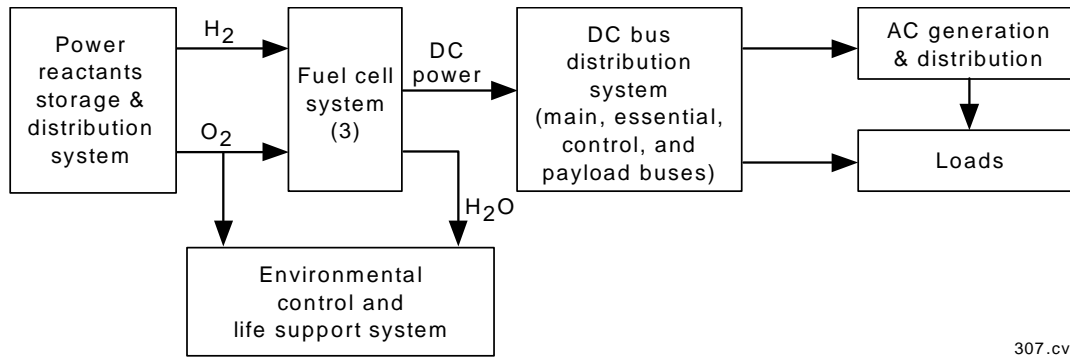 Power
reactants
storage &
distribution
system
H2
O2
Fuel cell
system
(3)
DC
power
H2O
DC bus
distribution
system
(main, essential,
control, and
payload buses)
AC generation
& distribution
Loads
Environmental
control and
life support system
307.cv